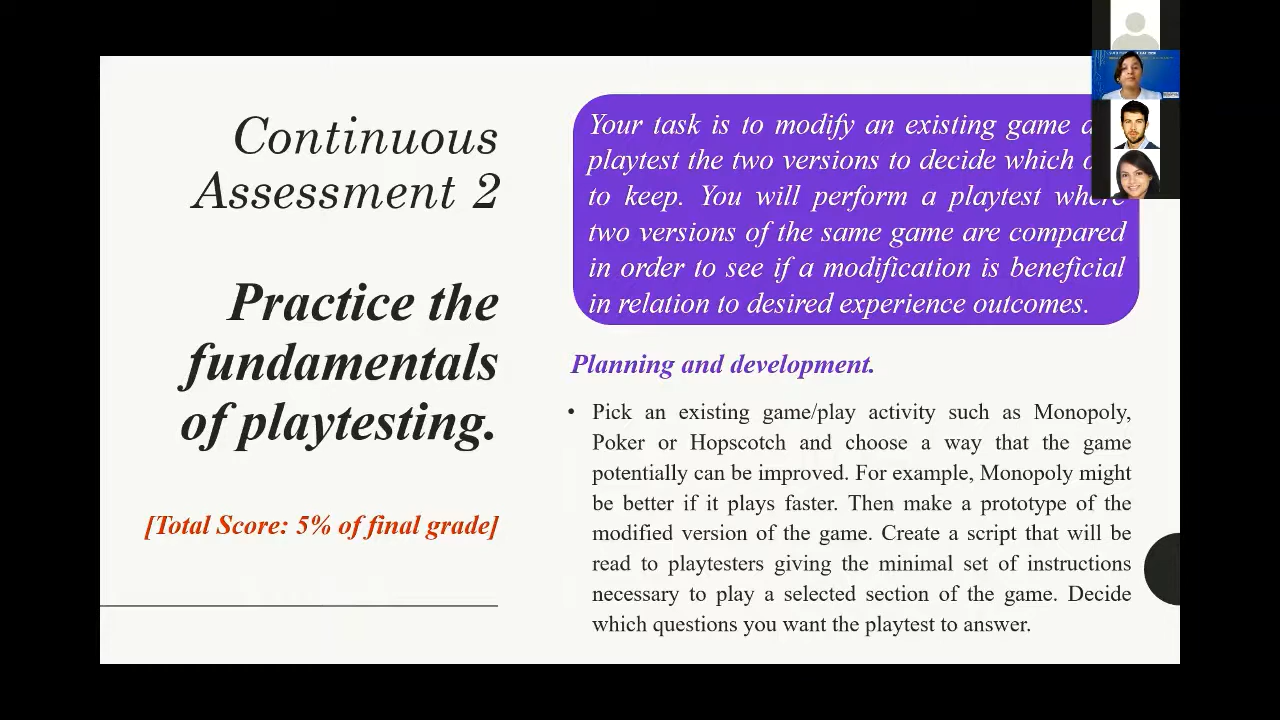 Continuous
Assessment 2
Practice the
fundamentals
of playtesting.
[Total Score: 5% of final grade]
Your task is to modify an existing game
playtest the two versions to decide which
to keep. You will perform a playtest where
two versions of the same game are compared
in order to see if a modification is beneficial
in relation to desired experience outcomes.
Planning and development.
• Pick an existing game/play activity such as Monopoly,
Poker or Hopscotch and choose a way that the game
potentially can be improved. For example, Monopoly might
be better if it plays faster. Then make a prototype of the
modified version of the game. Create a script that will be
read to playtesters giving the minimal set of instructions
necessary to play a selected section of the game. Decide
which questions you want the playtest to answer.